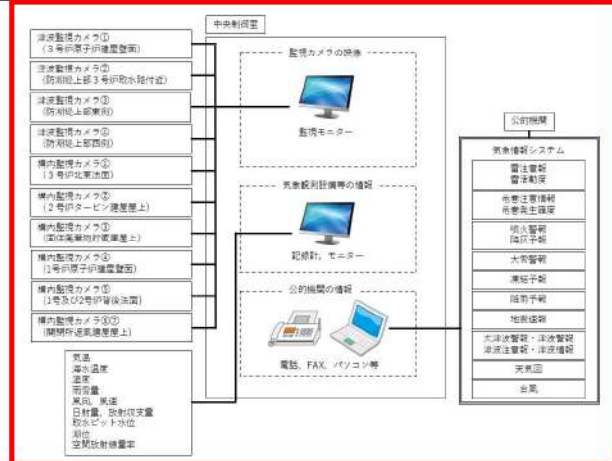 中央制御室
津波監視カメラ①
(3号炉原子炉建屋壁面)
津波監視カメラ②
(防潮堤上部3号炉取水路付近)
津波監視カメラ③
(防潮堤上部東側)
津波監視カメラ④
(防潮堤上部西側)
構内監視カメラ①
(3号炉北東法面)
構内監視カメラ②
(2号炉タービン建屋屋上)
構内監視カメラ③
(固体廃棄物貯蔵庫屋上)
構内監視カメラ④
(1号炉原子炉建屋壁面)
構内監視カメラ⑤
(1号及び2号炉背後法面)
構内監視カメラ⑥⑦
(開閉所遮風建屋屋上)
気温
海水温度
湿度
雨雪量
風向、風速
日射量、放射収支量
取水ピット水位
潮位
空間放射線量率
監視カメラの映像
監視モニター
気象観測設備等の情報
記録計、モニター
公的機関の情報
電話、FAX、パソコン等
公的機関
気象情報システム
雷注意報
雷活動度
竜巻注意情報
竜巻発生確度
噴火警報
降灰予報
大雨警報
凍結予報
降雨予報
地震速報
大津波警報・津波警報
津波注意報・津波情報
天気図
台風